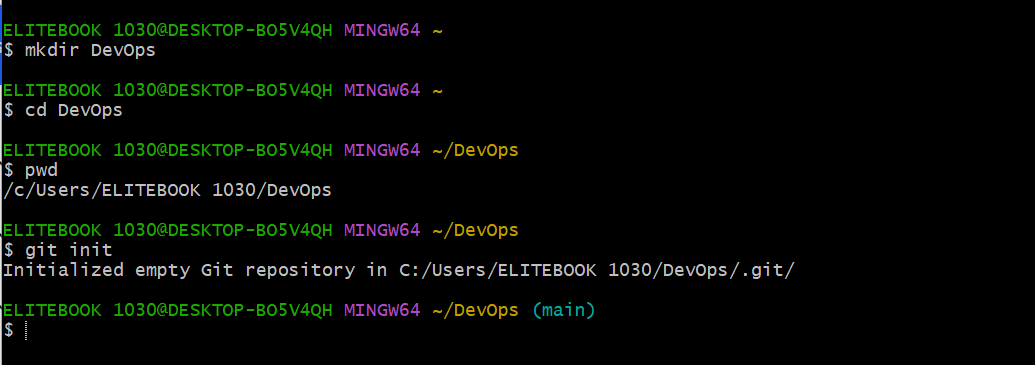 ELITEBOOK 1030@DESKTOP-BO5V4QH MINGW64 ~
$ mkdir DevOps
ELITEBOOK 1030@DESKTOP-BO5V4QH MINGW64 ~
$ cd DevOps
ELITEBOOK 1030@DESKTOP-BO5V4QH MINGW64 ~/DevOps
$ pwd
/c/Users/ELITEBOOK 1030/DevOps
ELITEBOOK 1030@DESKTOP-BO5V4QH MINGW64 ~/DevOps
$ git init
Initialized empty Git repository in C:/Users/ELITEBOOK 1030/DevOps/.git/
ELITEBOOK 1030@DESKTOP-BO5V4QH MINGW64 ~/DevOps (main)
$